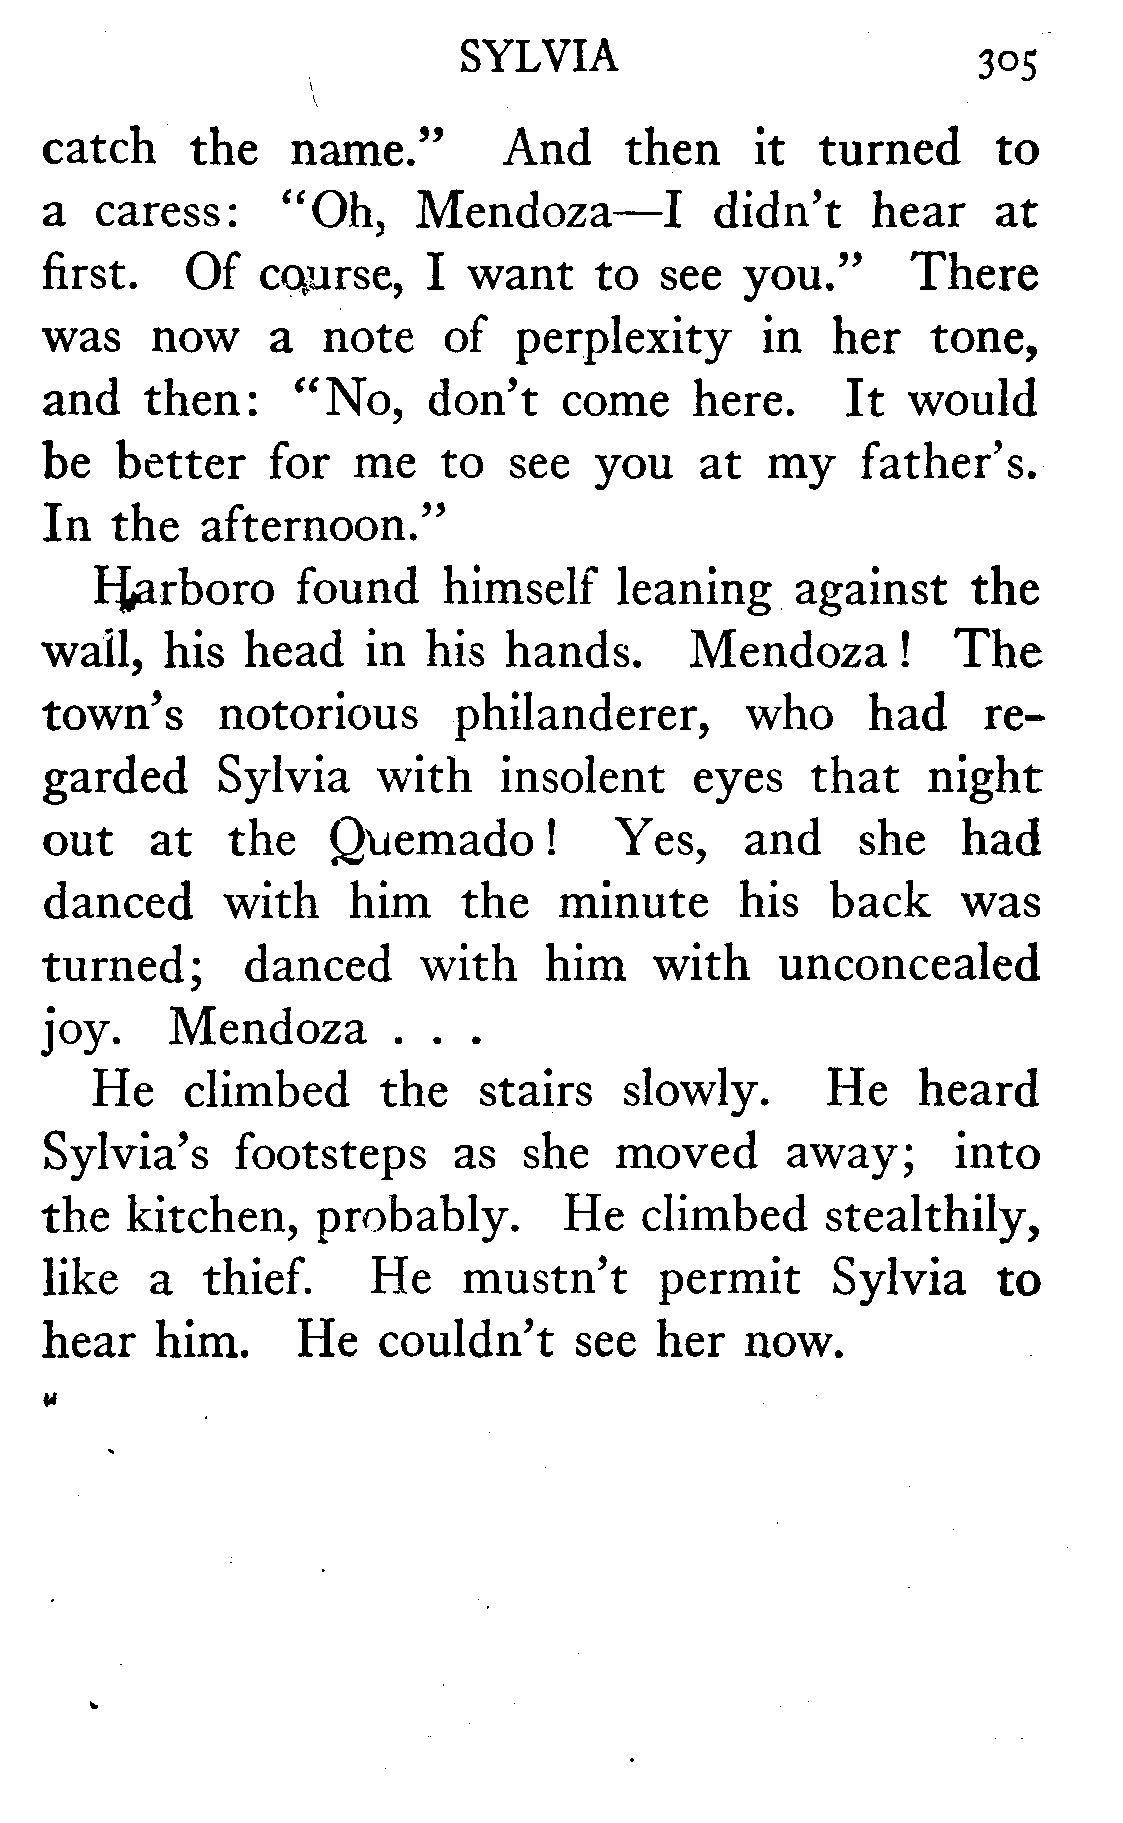 SYLVIA 305
catch the name.” And then it turned to
a caress: “Oh, Mendoza—I didn’t hear at
first. Of course, I want to see you.” There
was now a note of perplexity in her tone,
and then: “No, don’t come here. It would
be better for me to see you at my father’s.
In the afternoon.”
Harboro found himself leaning against the
wall, his head in his hands. Mendoza! The
town’s notorious philanderer, who had re-
garded Sylvia with insolent eyes that night
out at the Quemado! Yes, and she had
danced with him the minute his back was
turned; danced with him with unconcealed
joy. Mendoza . . .
He climbed the stairs slowly. He heard
Sylvia’s footsteps as she moved away; into
the kitchen, probably. He climbed stealthily,
like a thief. He mustn’t permit Sylvia to
hear him. He couldn’t see her now.